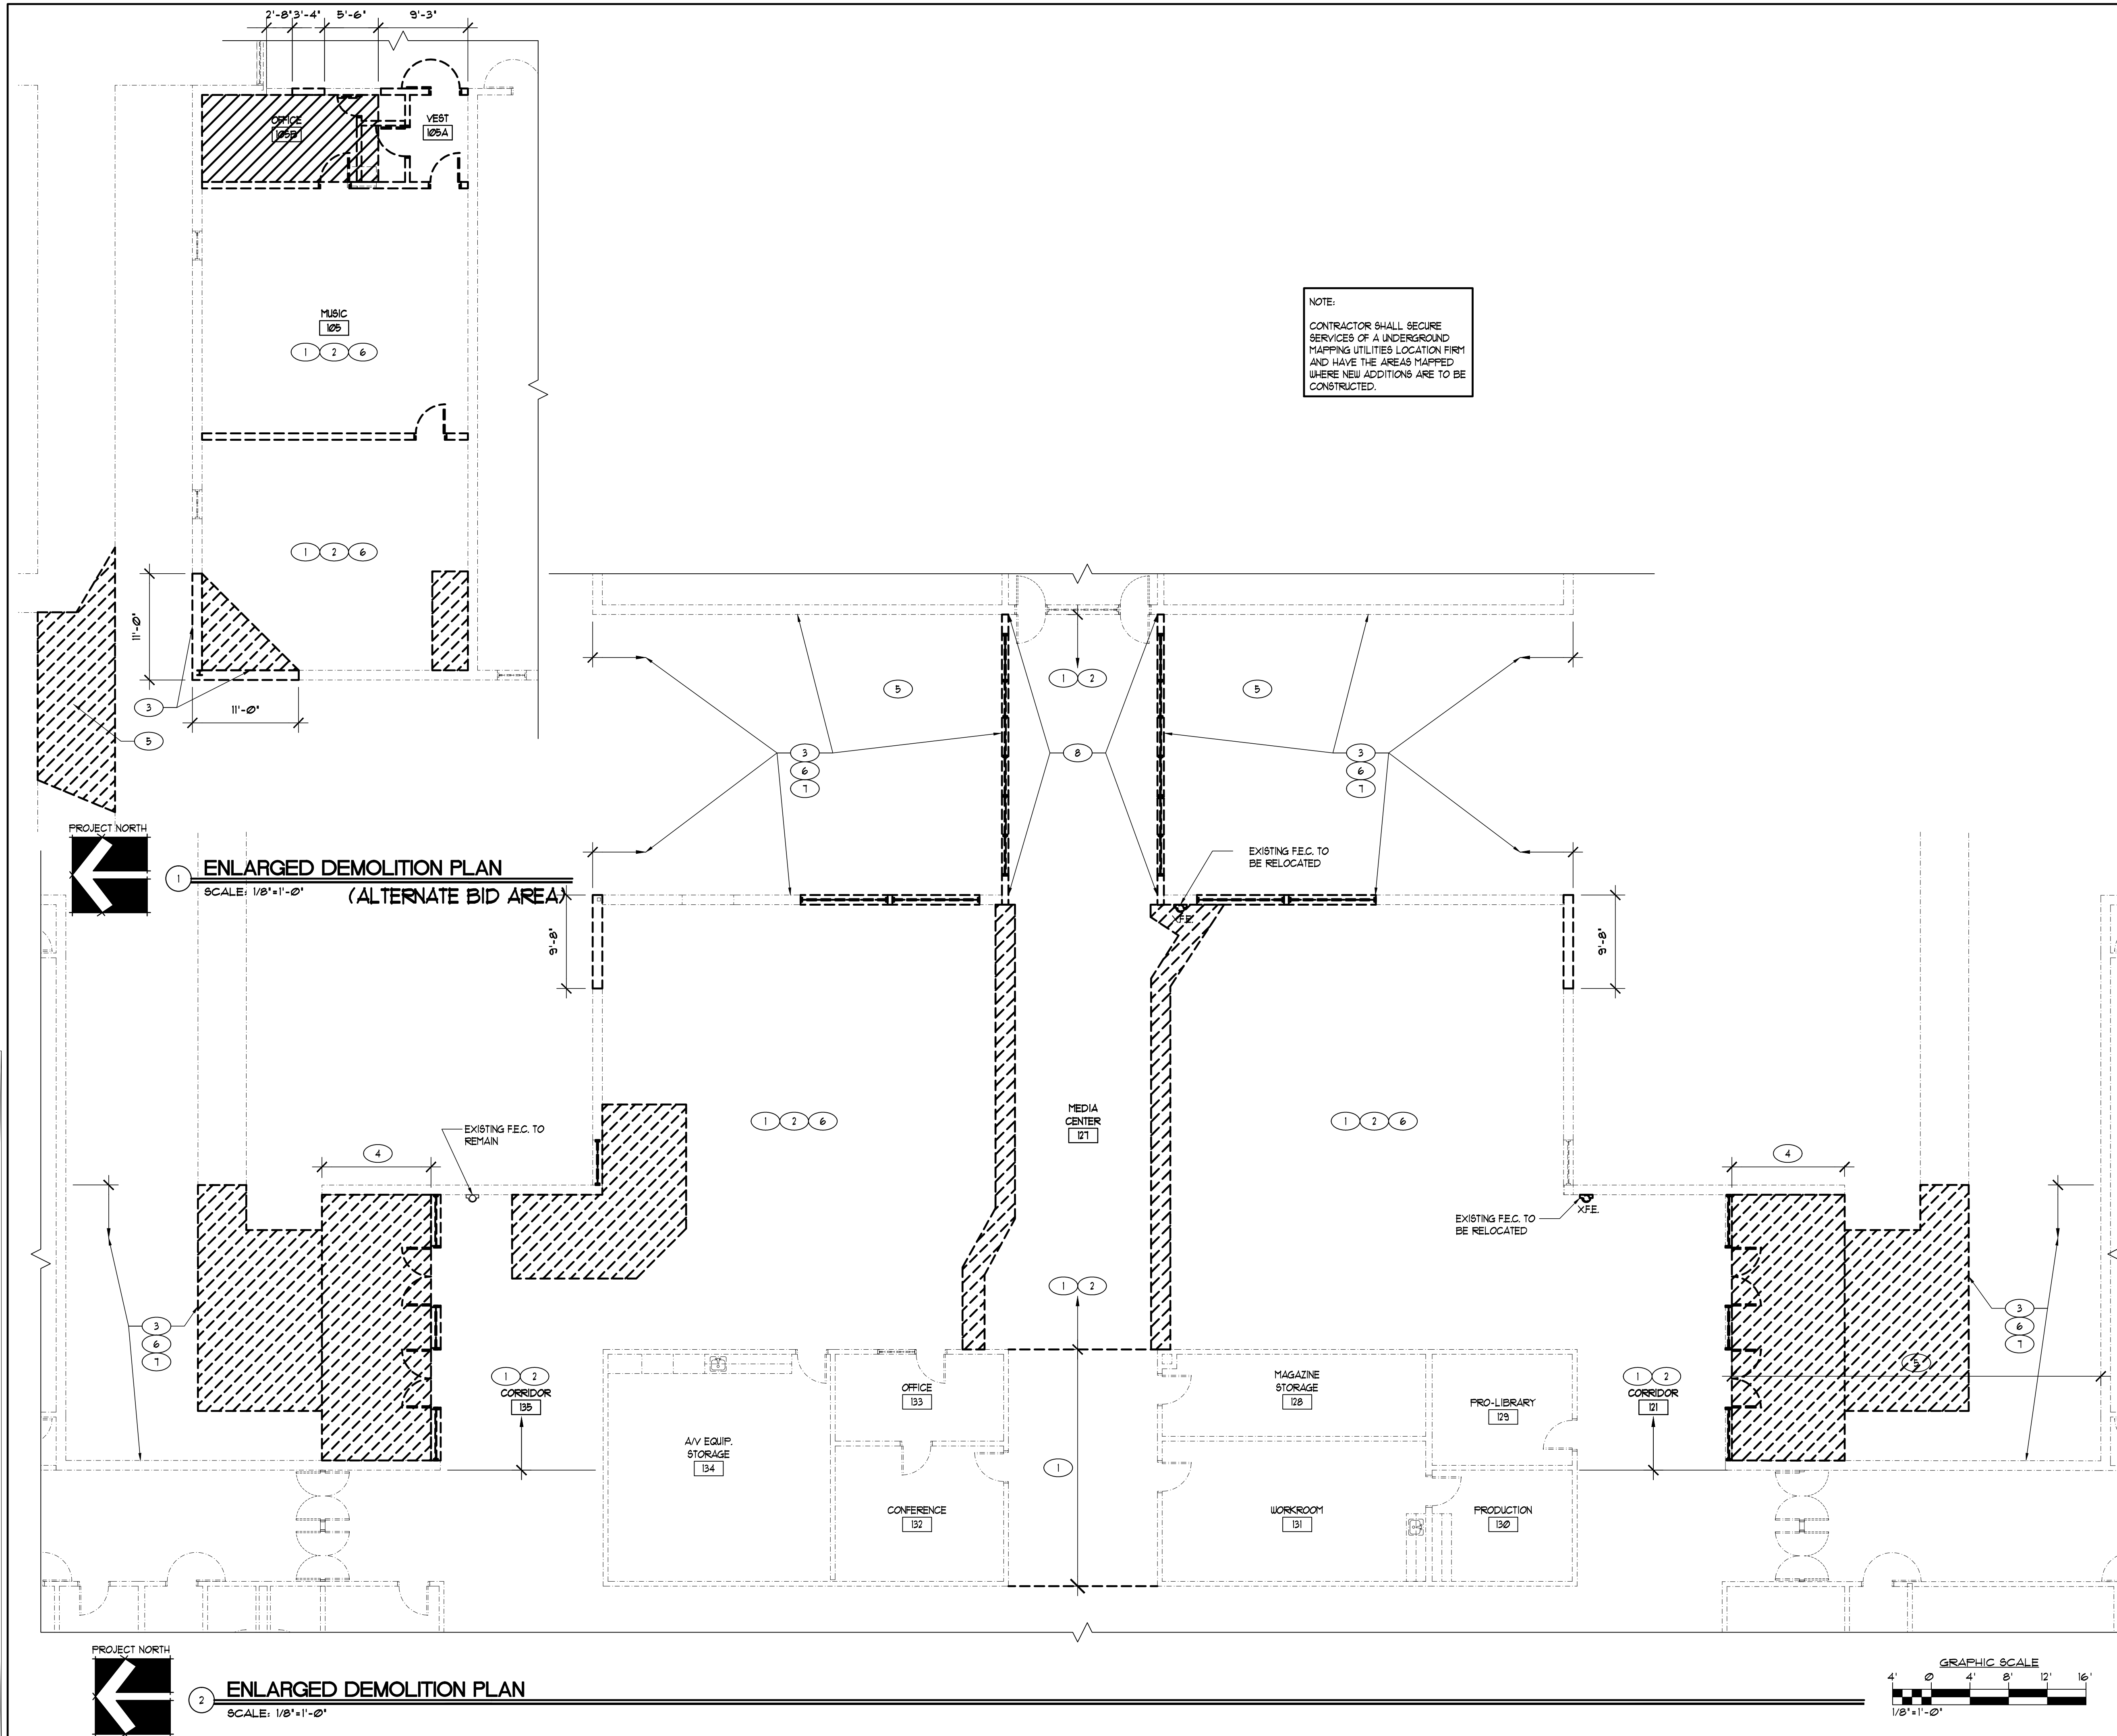 2'-8" 3'-4" 5'-6" 9'-3"
OFFICE
105B
VEST
105A
MUSIC
105
1 2 6
1 2 6
11'-0"
3
11'-0"
5
NOTE:
CONTRACTOR SHALL SECURE
SERVICES OF A UNDERGROUND
MAPPING UTILITIES LOCATION FIRM
AND HAVE THE AREAS MAPPED
WHERE NEW ADDITIONS ARE TO BE
CONSTRUCTED.
PROJECT NORTH
1
ENLARGED DEMOLITION PLAN
SCALE: 1/8"=1'-0"
(ALTERNATE BID AREA)
5
1 2
5
3
6
7
8
3
6
7
EXISTING F.E.C. TO
BE RELOCATED
X.F.E.
9'-8"
9'-8"
1 2 6
MEDIA
CENTER
127
1 2 6
EXISTING F.E.C. TO
REMAIN
4
4
EXISTING F.E.C. TO
BE RELOCATED
X.F.E.
1 2
3
6
7
3
6
7
5
1 2
CORRIDOR
135
OFFICE
133
MAGAZINE
STORAGE
128
PRO-LIBRARY
129
1 2
CORRIDOR
121
A/V EQUIP.
STORAGE
134
1
CONFERENCE
132
WORKROOM
131
PRODUCTION
130
PROJECT NORTH
2
ENLARGED DEMOLITION PLAN
SCALE: 1/8"=1'-0"
GRAPHIC SCALE
4' 0 4' 8' 12' 16'
1/8"=1'-0"